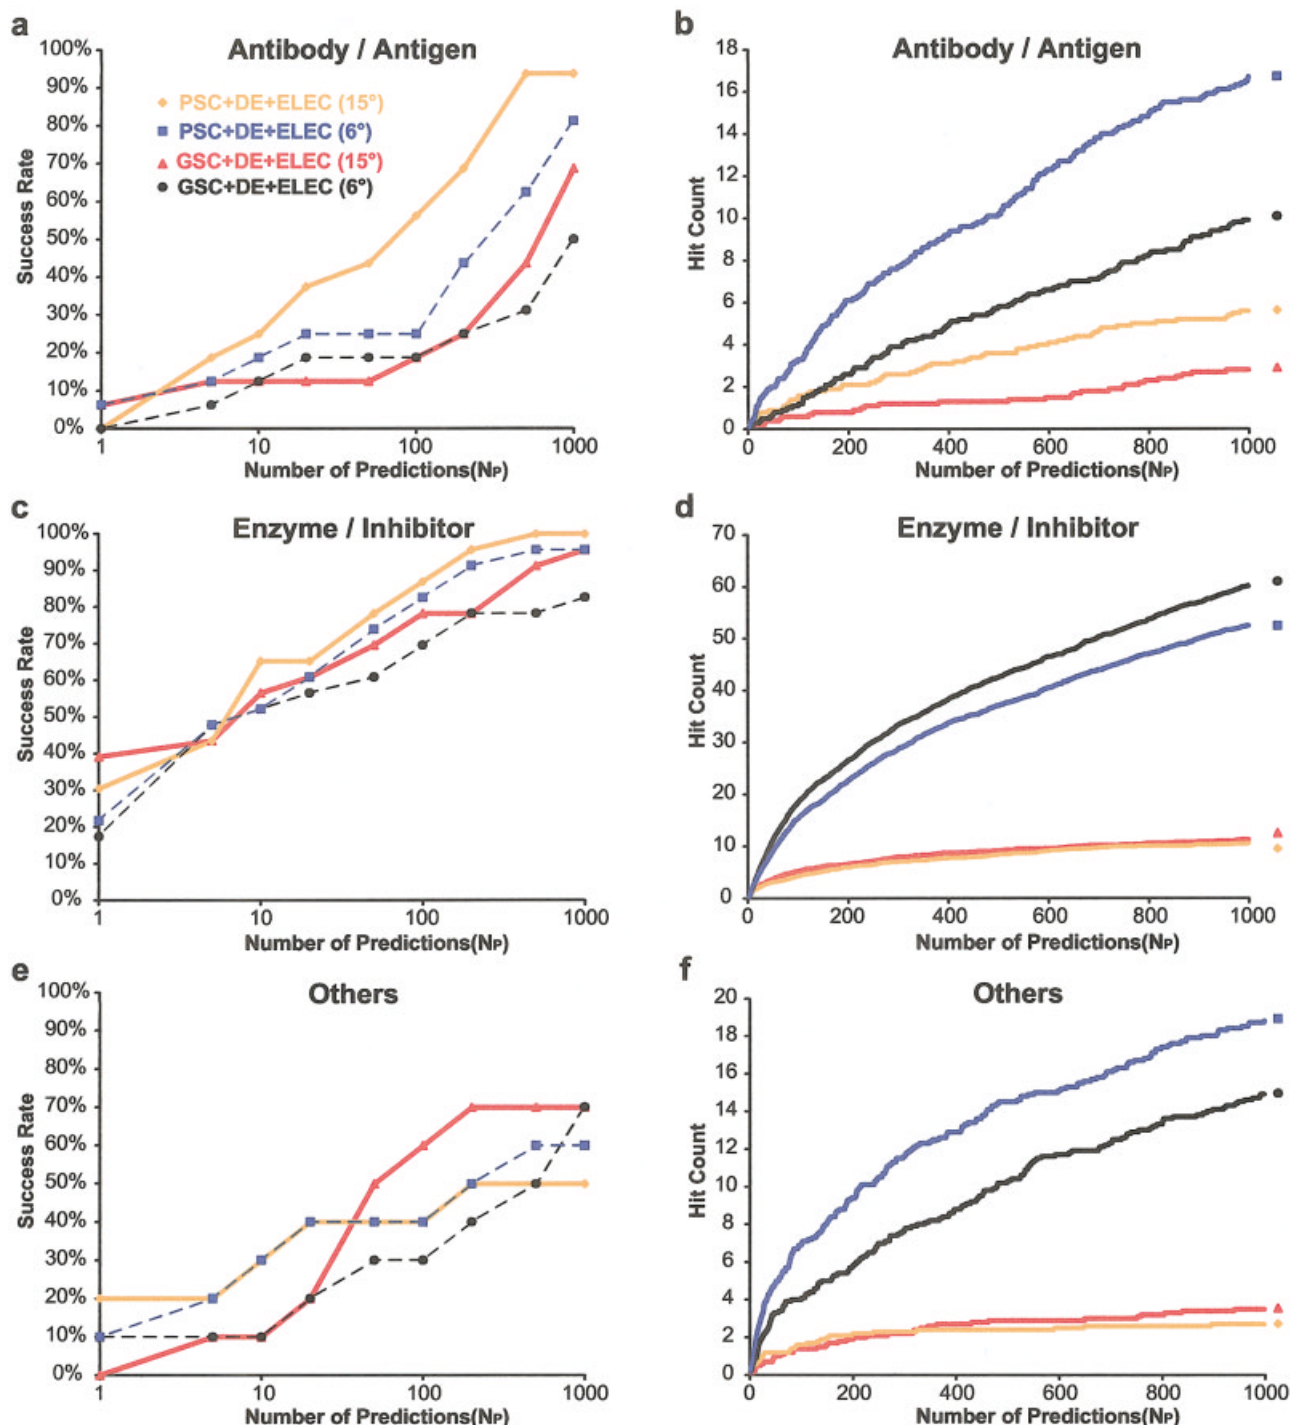 a
Antibody / Antigen
100%
90%
80%
70%
60%
50%
40%
30%
20%
10%
0%
Success Rate
PSC+DE+ELEC (15°)
PSC+DE+ELEC (6°)
GSC+DE+ELEC (15°)
GSC+DE+ELEC (6°)
1 10 100 1000
Number of Predictions(NP)
b
Antibody / Antigen
18
16
14
12
10
8
6
4
2
0
Hit Count
0 200 400 600 800 1000
Number of Predictions(NP)
c
Enzyme / Inhibitor
100%
90%
80%
70%
60%
50%
40%
30%
20%
10%
0%
Success Rate
1 10 100 1000
Number of Predictions(NP)
d
Enzyme / Inhibitor
70
60
50
40
30
20
10
0
Hit Count
0 200 400 600 800 1000
Number of Predictions(NP)
e
Others
100%
90%
80%
70%
60%
50%
40%
30%
20%
10%
0%
Success Rate
1 10 100 1000
Number of Predictions(NP)
f
Others
20
18
16
14
12
10
8
6
4
2
0
Hit Count
0 200 400 600 800 1000
Number of Predictions(NP)